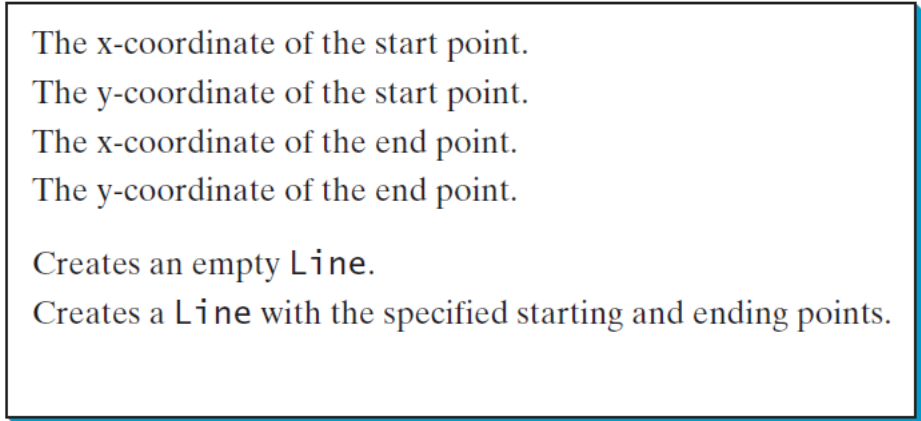 The x-coordinate of the start point.
The y-coordinate of the start point.
The x-coordinate of the end point.
The y-coordinate of the end point.
Creates an empty Line.
Creates a Line with the specified starting and ending points.